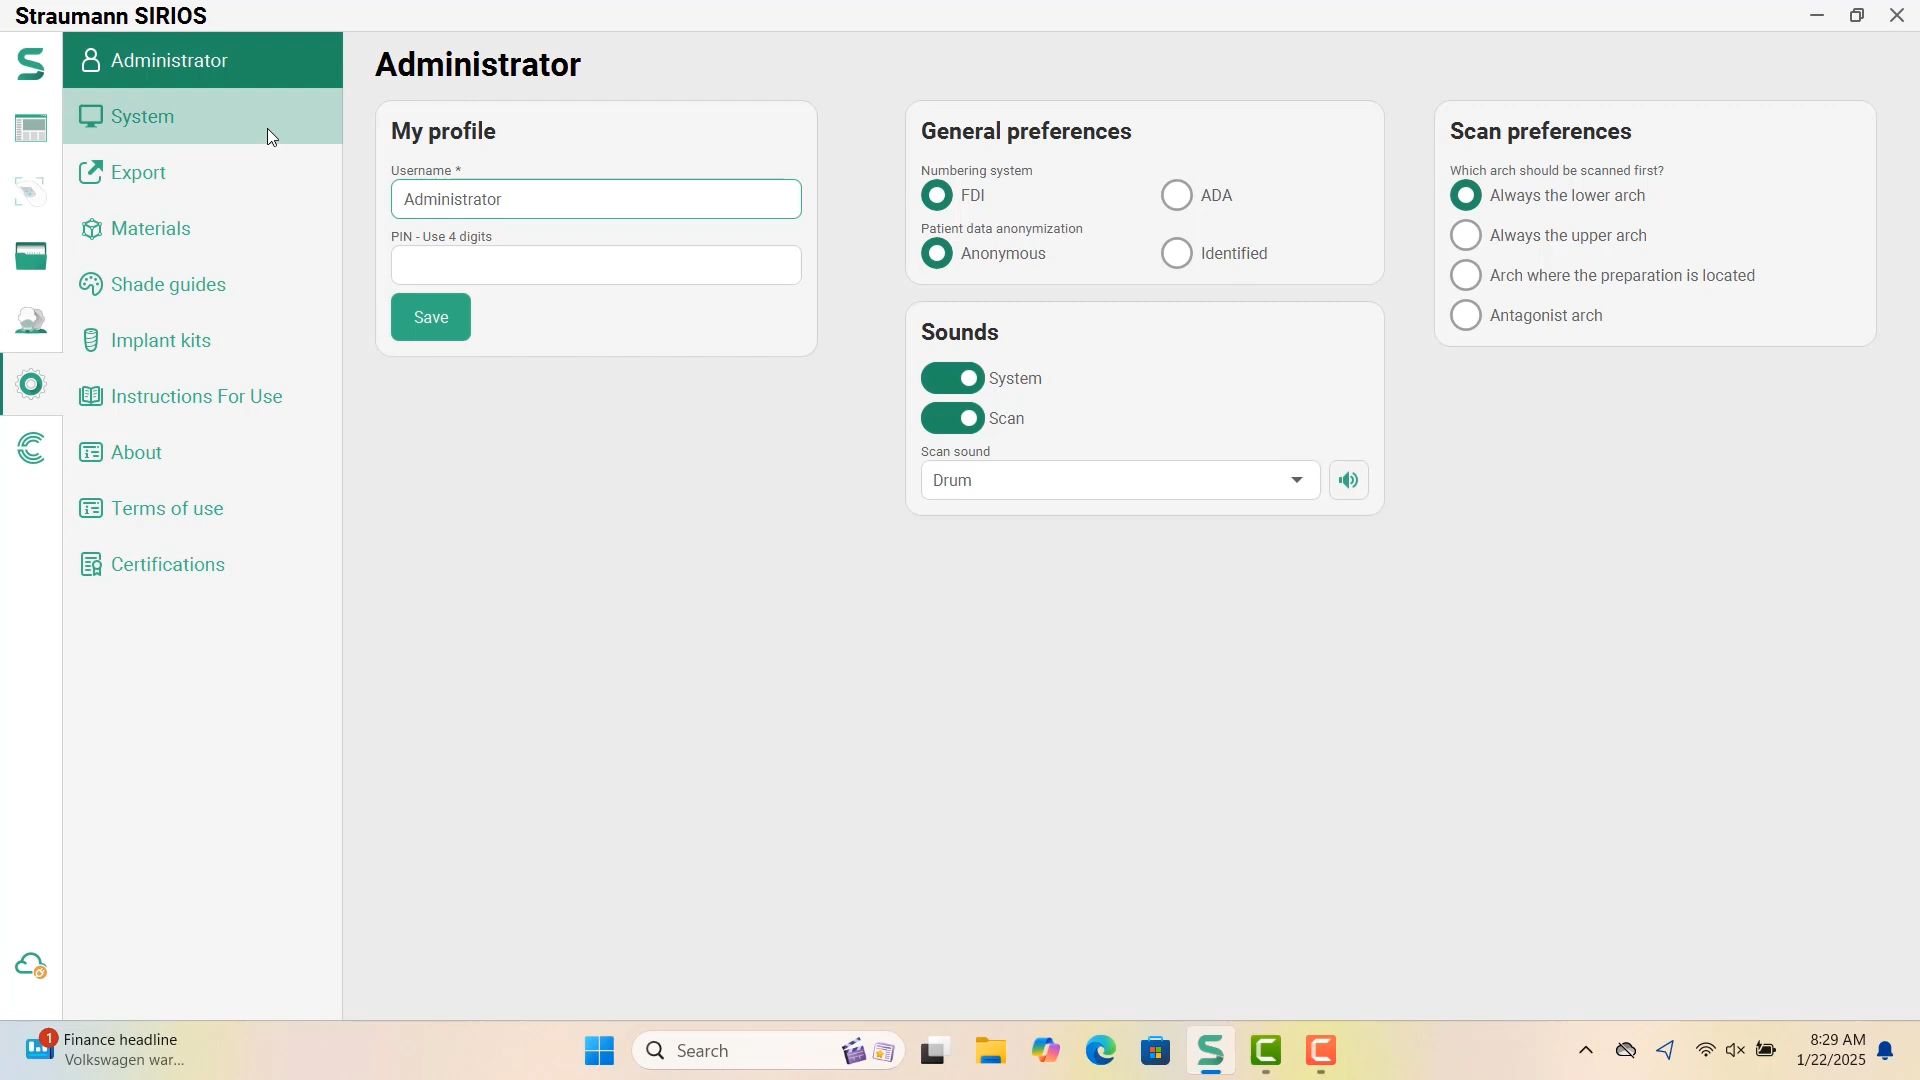 Straumann SIRIOS
Administrator
System
Export
Materials
Shade guides
Implant kits
Instructions For Use
About
Terms of use
Certifications
Administrator
My profile
Username *
Administrator
PIN - Use 4 digits
Save
General preferences
Numbering system
FDI
ADA
Patient data anonymization
Anonymous
Identified
Sounds
System
Scan
Scan sound
Drum
Scan preferences
Which arch should be scanned first?
Always the lower arch
Always the upper arch
Arch where the preparation is located
Antagonist arch
1
Finance headline
Volkswagen war...
Search
8:29 AM
1/22/2025